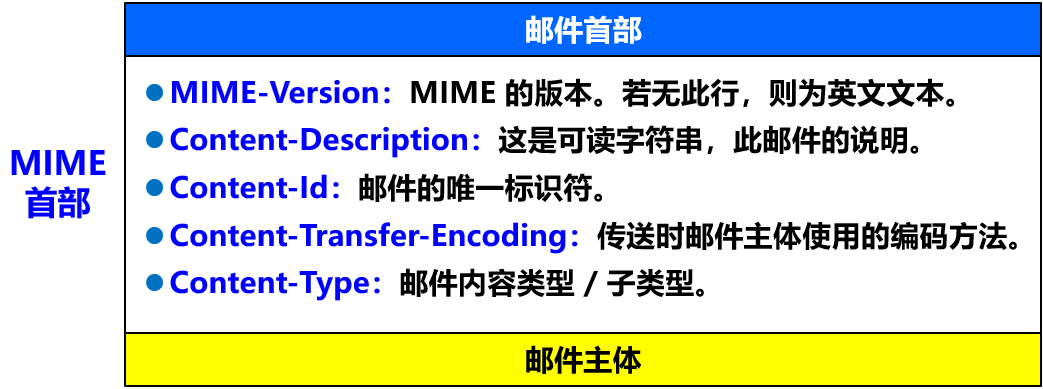 邮件首部
MIME
首部
MIME-Version：MIME 的版本。若无此行，则为英文文本。
Content-Description：这是可读字符串，此邮件的说明。
Content-Id：邮件的唯一标识符。
Content-Transfer-Encoding：传送时邮件主体使用的编码方法。
Content-Type：邮件内容类型 / 子类型。
邮件主体